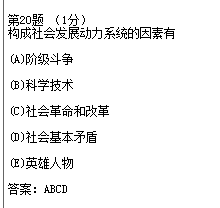 第20题 (1分)
构成社会发展动力系统的因素有
(A)阶级斗争
(B)科学技术
(C)社会革命和改革
(D)社会基本矛盾
(E)英雄人物
答案: ABCD